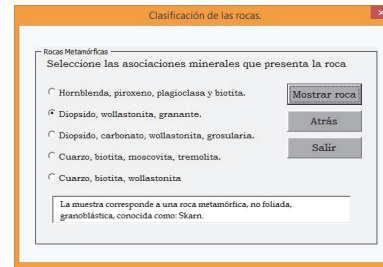 Clasificación de las rocas.
Rocas Metamórficas
Seleccione las asociaciones minerales que presenta la roca
Hornblenda, piroxeno, plagioclasa y biotita.
Diopsido, wollastonita, granante.
Diopsido, carbonato, wollastonita, grosularia.
Cuarzo, biotita, moscovita, tremolita.
Cuarzo, biotita, wollastonita
Mostrar roca
Atrás
Salir
La muestra corresponde a una roca metamórfica, no foliada,
granoblástica, conocida como: Skarn.